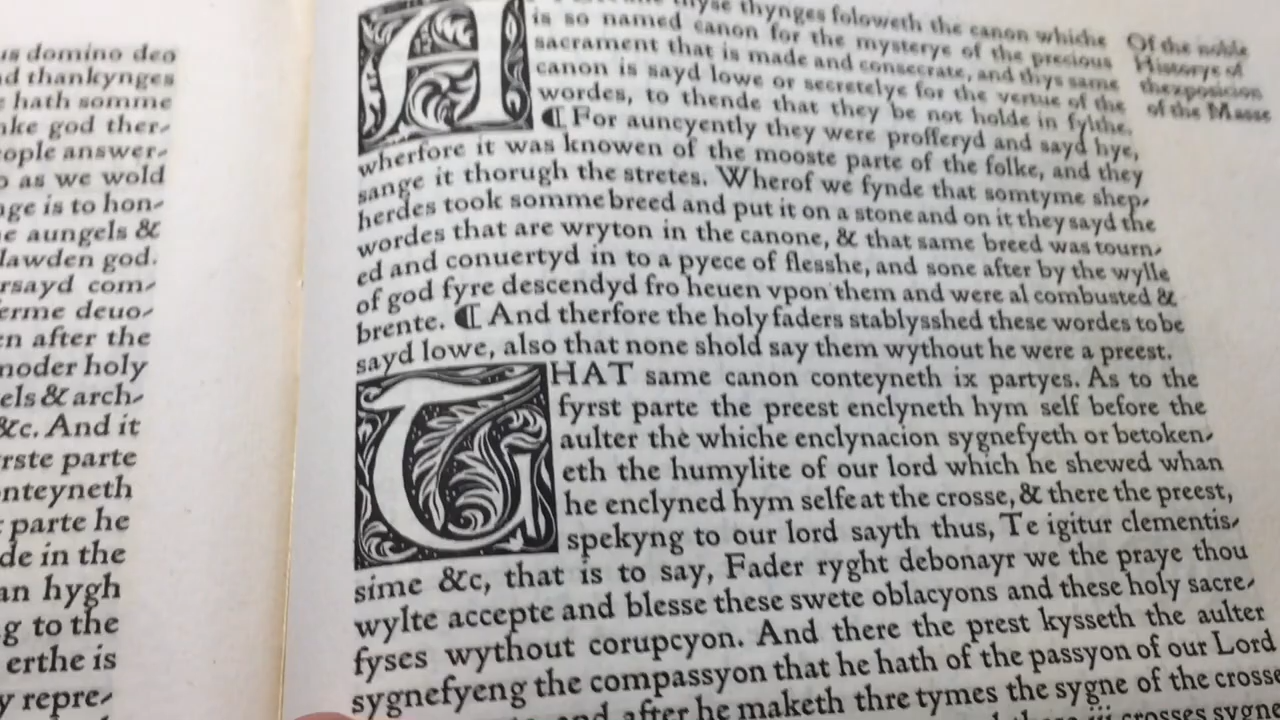 us domino deo
d thankynges
hath somme
ake god ther-
ople answer-
o as we wold
nge is to hon-
e aungels &
lawden god.
rsayd com-
erme deuo-
en after the
moder holy
els & arch-
&c. And it
rste parte
nteyneth
parte he
de in the
an hygh
g to the
erthe is
y repre-
thynges foloweth the canon whiche
is so named canon for the mysterye of the precious
sacrament that is made and consecrate, and thys same
canon is sayd lowe or secretelye for the vertue of the
wordes, to thende that they be not holde in fylthe.
¶ For auncyently they were profferyd and sayd hye,
wherfore it was knowen of the mooste parte of the folke, and they
sange it thorugh the stretes. Wherof we fynde that somtyme shep-
herdes took somme breed and put it on a stone and on it they sayd the
wordes that are wryton in the canone, & that same breed was tourn-
ed and conuertyd in to a pyece of flesshe, and sone after by the wylle
of god fyre descendyd fro heuen vpon them and were al combusted &
brente. ¶ And therfore the holy faders stablysshed these wordes to be
sayd lowe, also that none shold say them wythout he were a preest.
THAT same canon conteyneth ix partyes. As to the
fyrst parte the preest enclyneth hym self before the
aulter the whiche enclynacion sygnefyeth or betoken-
eth the humylite of our lord which he shewed whan
he enclyned hym selfe at the crosse, & there the preest,
spekyng to our lord sayth thus, Te igitur clementis-
sime &c, that is to say, Fader ryght debonayr we the praye thou
wylte accepte and blesse these swete oblacyons and these holy sacre-
fyses wythout corupcyon. And there the prest kysseth the aulter
sygnefyeng the compassyon that he hath of the passyon of our Lord
and after he maketh thre tymes the sygne of the crosse
iij crosses sygne
Of the noble
Historye of
thexposicion
of the Masse